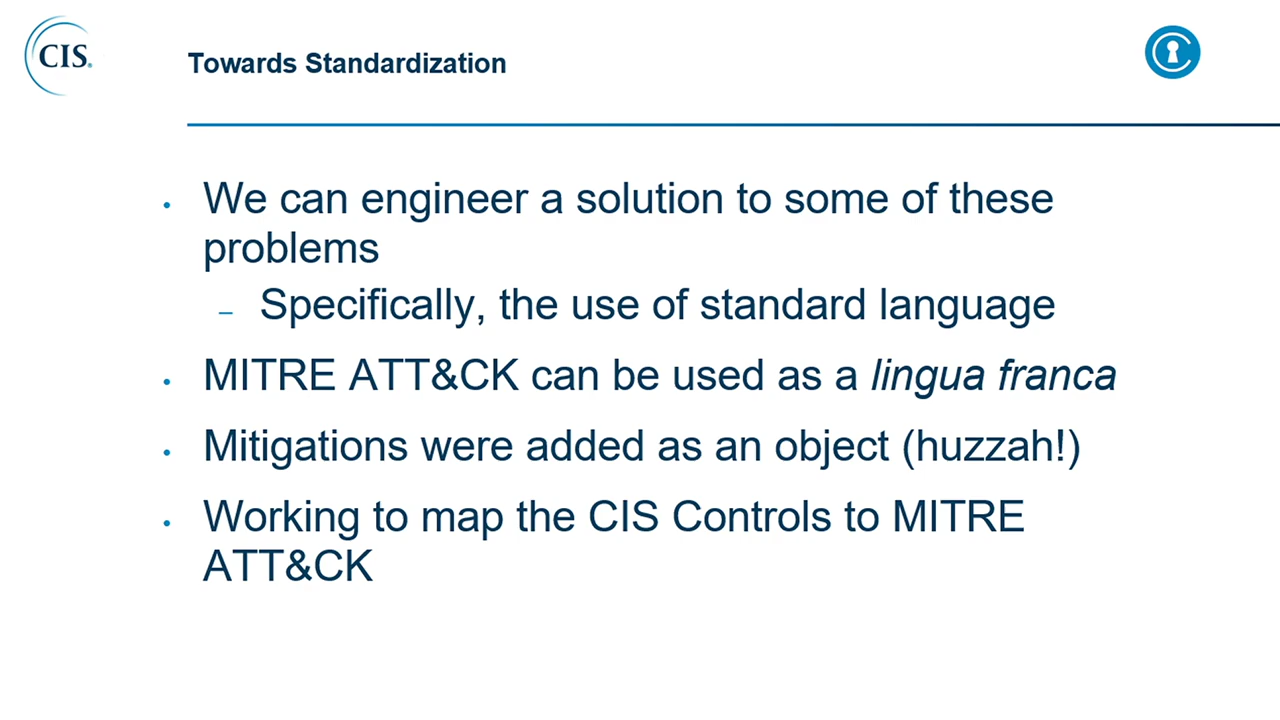 CIS.
Towards Standardization
• We can engineer a solution to some of these
problems
– Specifically, the use of standard language
• MITRE ATT&CK can be used as a lingua franca
• Mitigations were added as an object (huzzah!)
• Working to map the CIS Controls to MITRE
ATT&CK